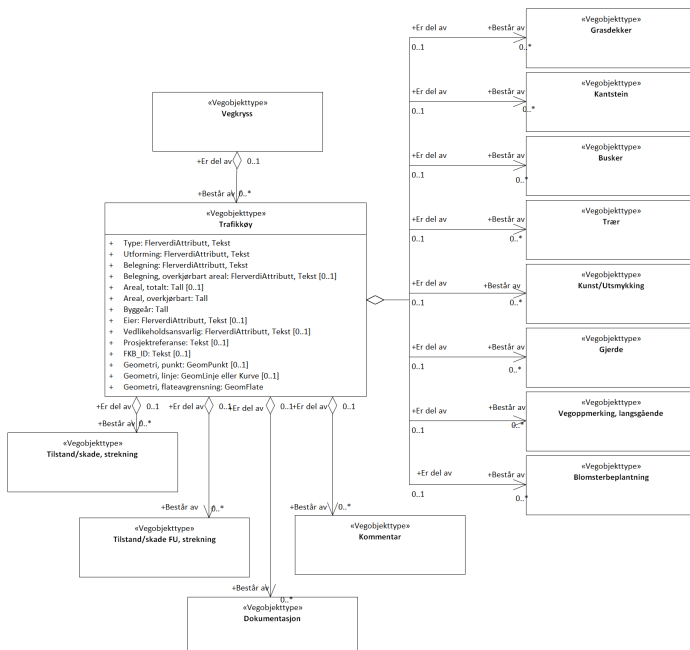 «Vegobjekttype»
Vegkryss
+Er del av 0..1
+Består av 0..*
«Vegobjekttype»
Trafikkøy
+ Type: FlerverdiAttributt, Tekst
+ Utforming: FlerverdiAttributt, Tekst
+ Belegning: FlerverdiAttributt, Tekst
+ Belegning, overkjørbart areal: FlerverdiAttributt, Tekst [0..1]
+ Areal, totalt: Tall [0..1]
+ Areal, overkjørbart: Tall
+ Byggeår: Tall
+ Eier: FlerverdiAttributt, Tekst [0..1]
+ Vedlikeholdsansvarlig: FlerverdiAttributt, Tekst [0..1]
+ Prosjektreferanse: Tekst [0..1]
+ FKB_ID: Tekst [0..1]
+ Geometri, punkt: GeomPunkt [0..1]
+ Geometri, linje: GeomLinje eller Kurve [0..1]
+ Geometri, flateavgrensning: GeomFlate
+Er del av 0..1 +Er del av 0..1 +Er del av 0..1 +Er del av 0..1
+Består av 0..*
«Vegobjekttype»
Tilstand/skade, strekning
+Består av 0..*
«Vegobjekttype»
Tilstand/skade FU, strekning
+Består av 0..*
«Vegobjekttype»
Kommentar
+Består av
0..*
«Vegobjekttype»
Dokumentasjon
+Er del av +Består av
0..1 0..*
«Vegobjekttype»
Grasdekker
+Er del av +Består av
0..1 0..*
«Vegobjekttype»
Kantstein
+Er del av +Består av
0..1 0..*
«Vegobjekttype»
Busker
+Er del av +Består av
0..1 0..*
«Vegobjekttype»
Trær
+Er del av +Består av
0..1 0..*
«Vegobjekttype»
Kunst/Utsmykking
+Er del av +Består av
0..1 0..*
«Vegobjekttype»
Gjerde
+Er del av +Består av
0..1 0..*
«Vegobjekttype»
Vegoppmerking, langsgående
+Er del av +Består av
0..1 0..*
«Vegobjekttype»
Blomsterbeplantning